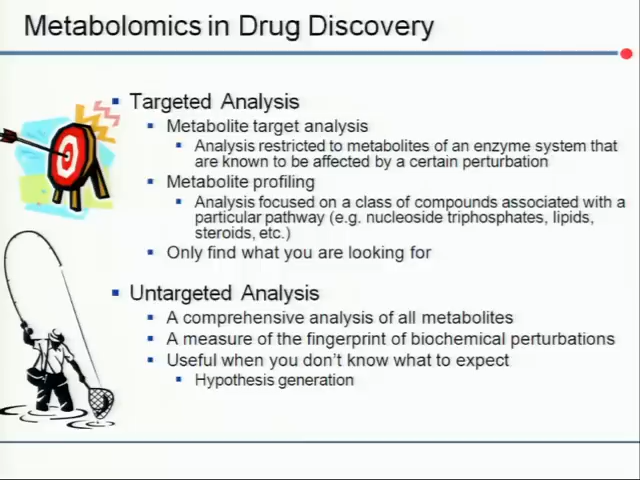 Metabolomics in Drug Discovery
Targeted Analysis
Metabolite target analysis
Analysis restricted to metabolites of an enzyme system that
are known to be affected by a certain perturbation
Metabolite profiling
Analysis focused on a class of compounds associated with a
particular pathway (e.g. nucleoside triphosphates, lipids,
steroids, etc.)
Only find what you are looking for
Untargeted Analysis
A comprehensive analysis of all metabolites
A measure of the fingerprint of biochemical perturbations
Useful when you don't know what to expect
Hypothesis generation